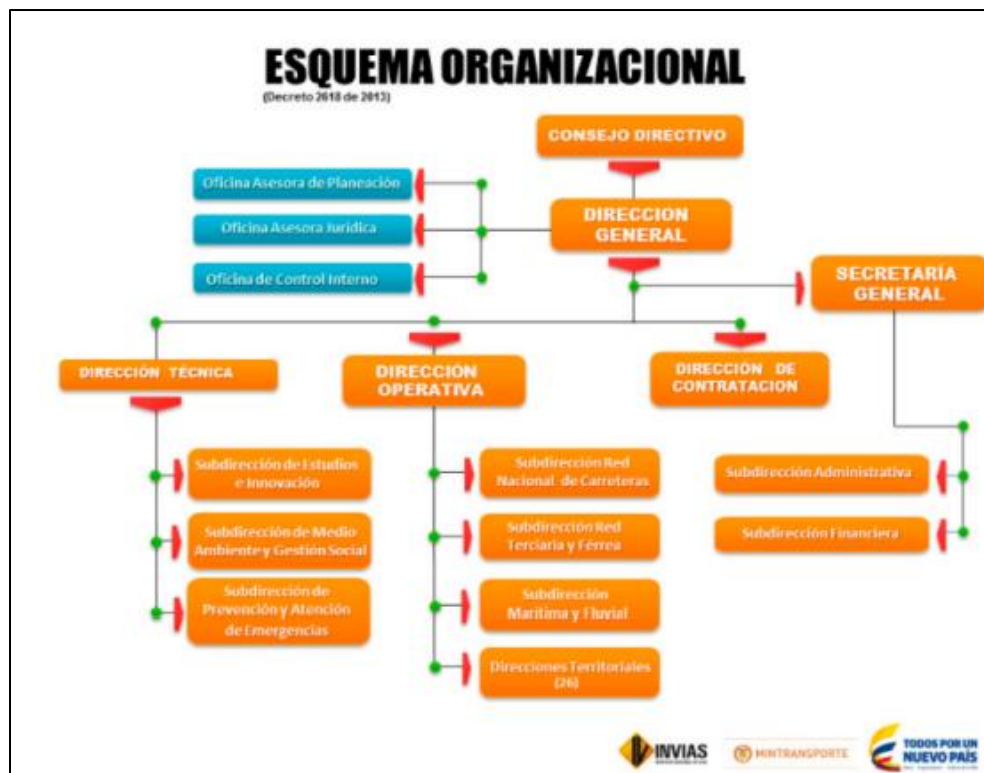 ESQUEMA ORGANIZACIONAL
(Decreto 2618 de 2013)
CONSEJO DIRECTIVO
Oficina Asesora de Planeación
Oficina Asesora Jurídica
Oficina de Control Interno
DIRECCION
GENERAL
SECRETARÍA
GENERAL
DIRECCIÓN TÉCNICA
DIRECCIÓN
OPERATIVA
DIRECCIÓN DE
CONTRATACION
Subdirección de Estudios
e Innovación
Subdirección de Medio
Ambiente y Gestión Social
Subdirección de
Prevención y Atención
de Emergencias
Subdirección Red
Nacional de Carreteras
Subdirección Red
Terciaria y Férrea
Subdirección
Marítima y Fluvial
Direcciones Territoriales
(26)
Subdirección Administrativa
Subdirección Financiera
INVIAS
MINTRANSPORTE
TODOS POR UN
NUEVO PAÍS